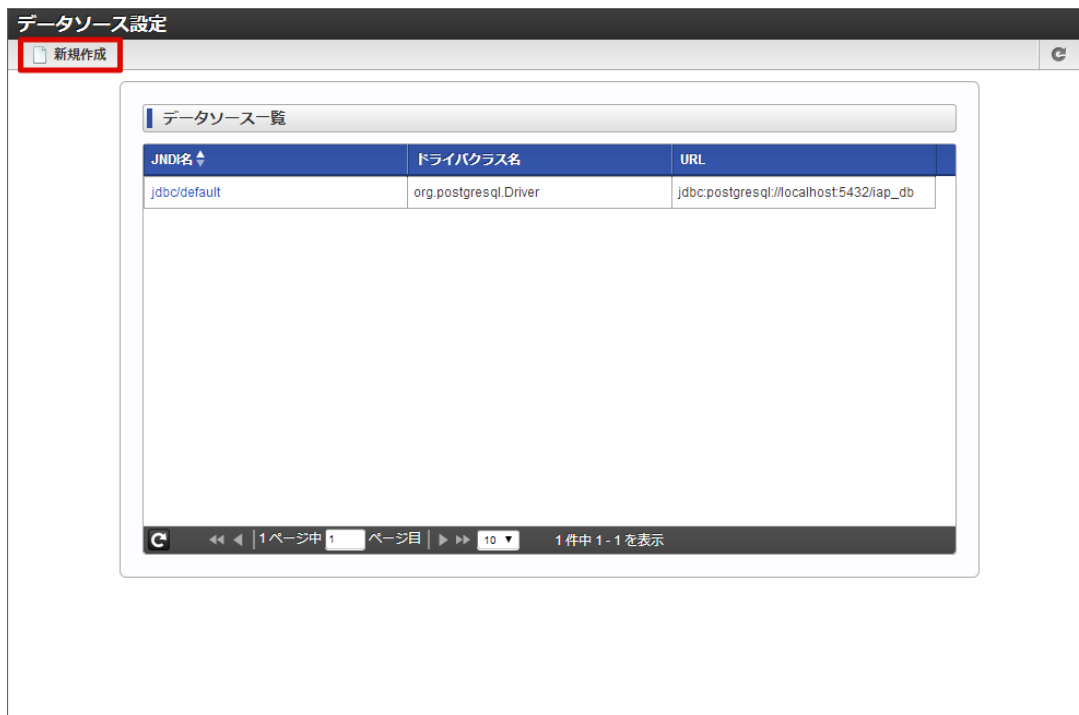 データソース設定
新規作成
データソース一覧
JNDI名 ドライバクラス名 URL
jdbc/default org.postgresql.Driver jdbc:postgresql://localhost:5432/iap_db
1ページ中 1 ページ目 10 1件中 1 - 1 を表示